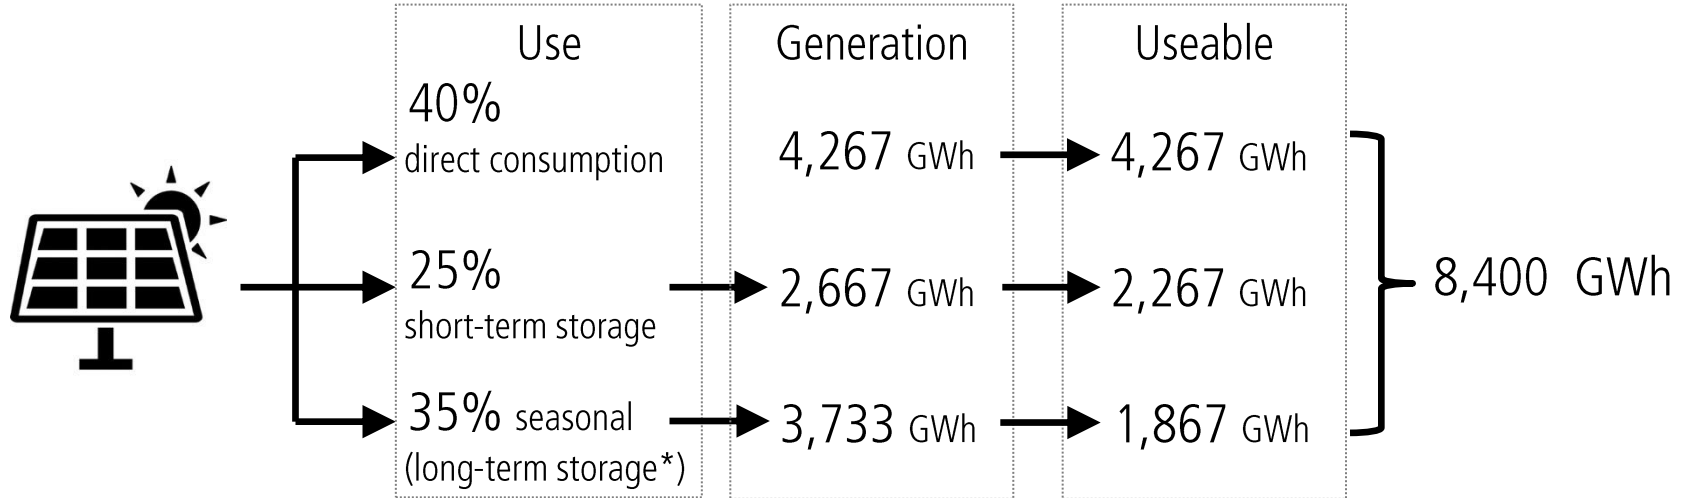 Use
Generation
Useable
40%
direct consumption
4,267 GWh
4,267 GWh
25%
short-term storage
2,667 GWh
2,267 GWh
35% seasonal
(long-term storage*)
3,733 GWh
1,867 GWh
8,400 GWh